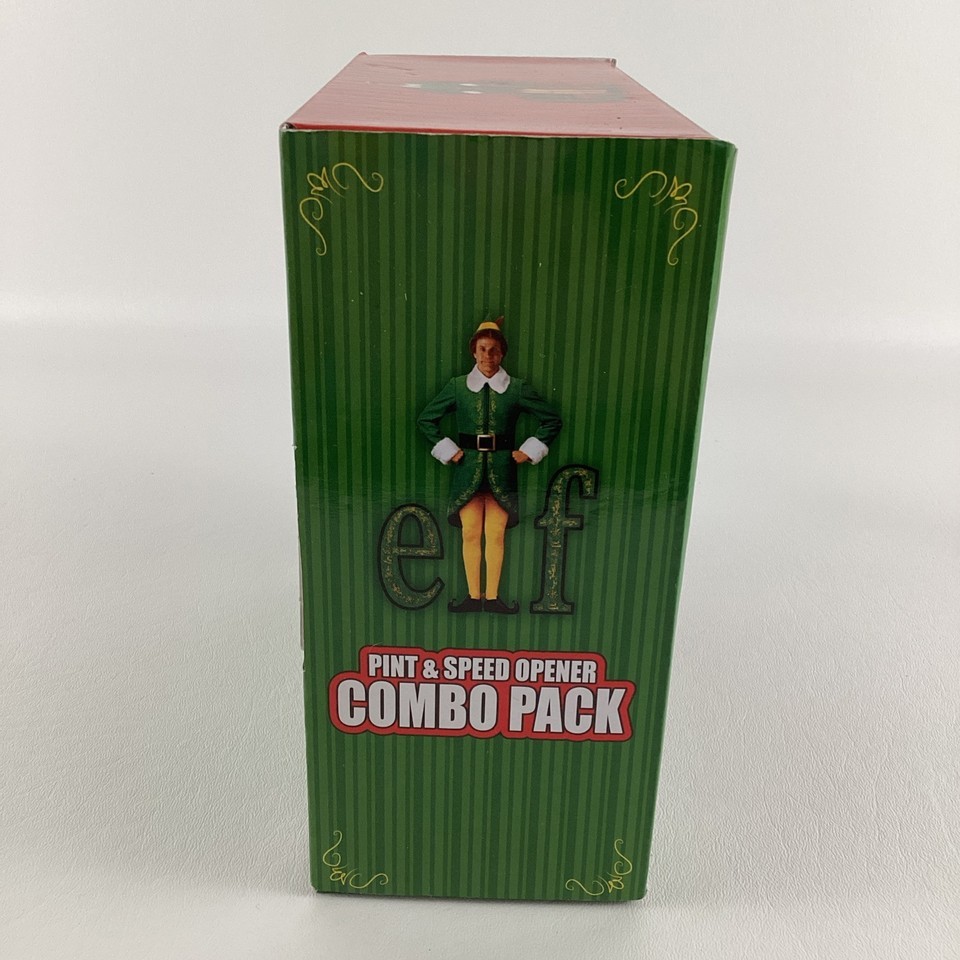 elf
PINT & SPEED OPENER
COMBO PACK